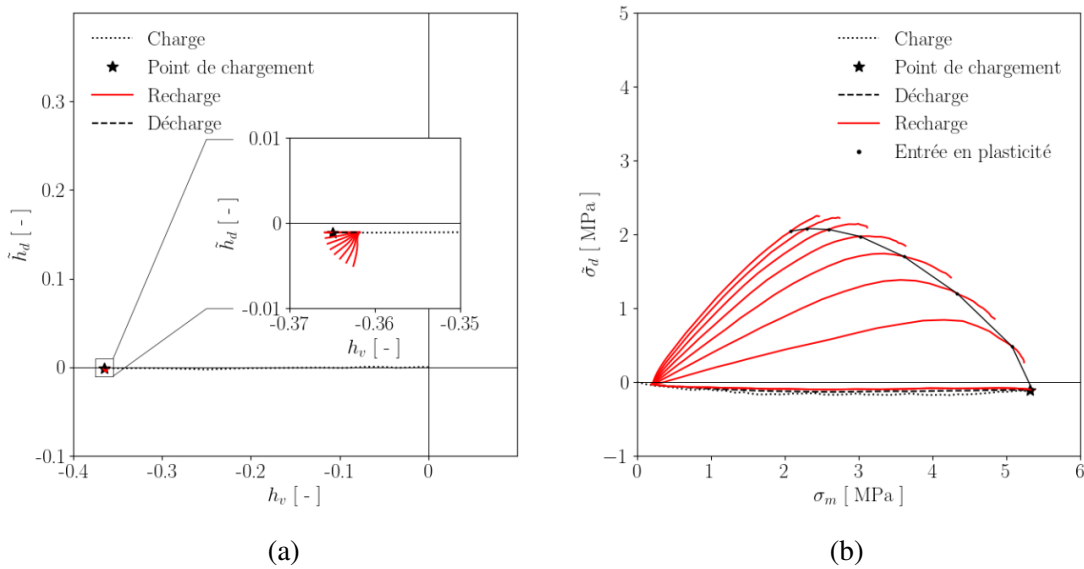 Charge
Point de chargement
Recharge
Décharge
0.3
0.2
0.1
0
-0.1
h̃_d [ - ]
-0.4
-0.3
-0.2
-0.1
0
h_v [ - ]
0.01
0
-0.01
h̃_d [ - ]
-0.37
-0.36
-0.35
h_v [ - ]
(a)
Charge
Point de chargement
Décharge
Recharge
Entrée en plasticité
5
4
3
2
1
0
−1
σ̃_d [ MPa ]
0
1
2
3
4
5
6
σ_m [ MPa ]
(b)